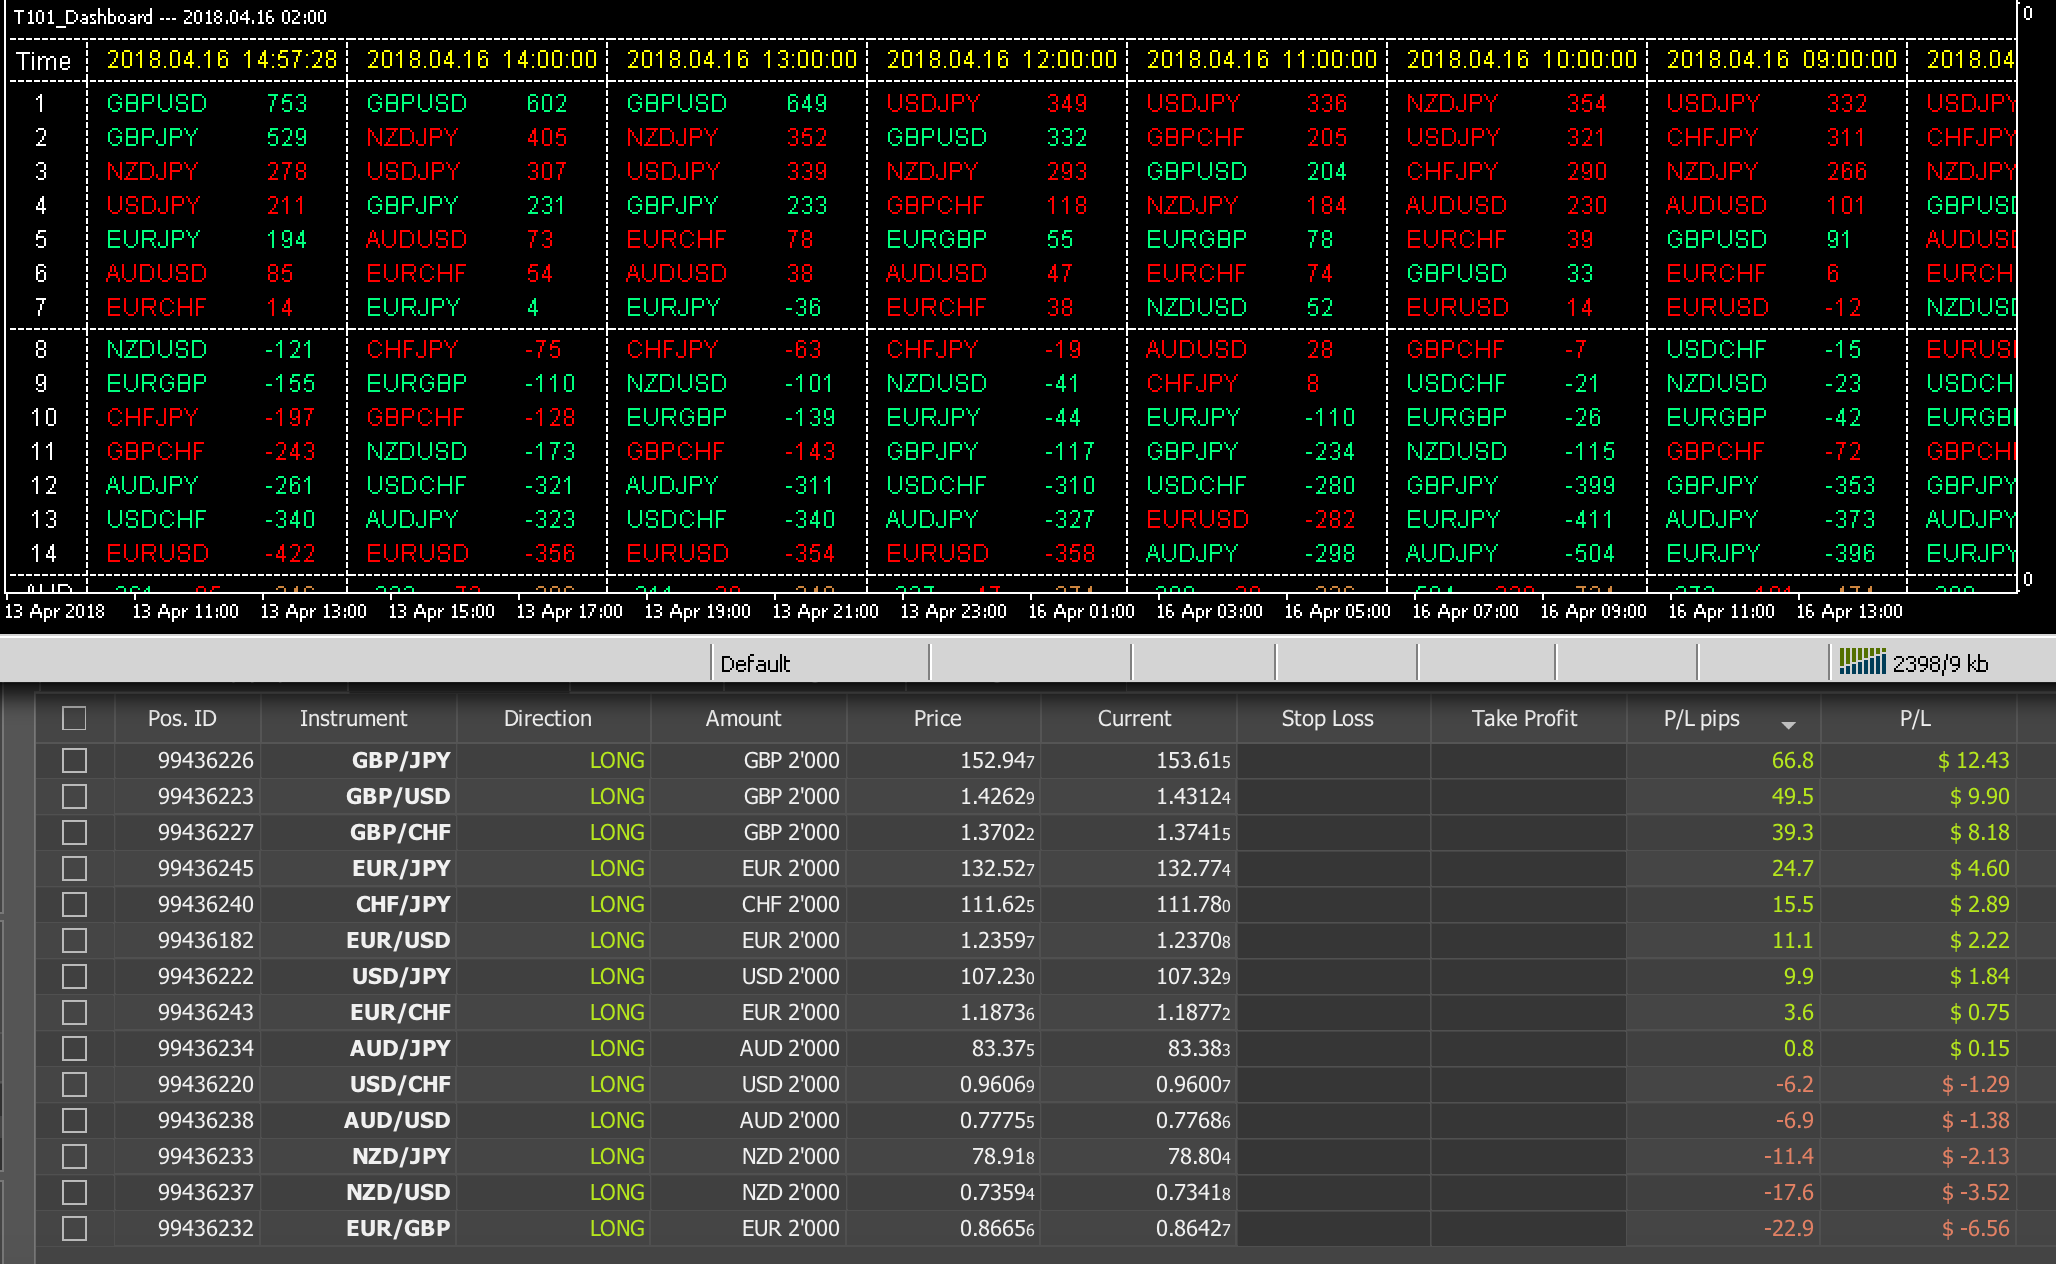 T101_Dashboard --- 2018.04.16 02:00 0
Time 2018.04.16 14:57:28 2018.04.16 14:00:00 2018.04.16 13:00:00 2018.04.16 12:00:00 2018.04.16 11:00:00 2018.04.16 10:00:00 2018.04.16 09:00:00 2018.04
1 GBPUSD 753 GBPUSD 602 GBPUSD 649 USDJPY 349 USDJPY 336 NZDJPY 354 USDJPY 332 USDJPY
2 GBPJPY 529 NZDJPY 405 NZDJPY 352 GBPUSD 332 GBPCHF 205 USDJPY 321 CHFJPY 311 CHFJPY
3 NZDJPY 278 USDJPY 307 USDJPY 339 NZDJPY 293 GBPUSD 204 CHFJPY 290 NZDJPY 266 NZDJPY
4 USDJPY 211 GBPJPY 231 GBPJPY 233 GBPCHF 118 NZDJPY 184 AUDUSD 230 AUDUSD 101 GBPUSD
5 EURJPY 194 AUDUSD 73 EURCHF 78 EURGBP 55 EURGBP 78 EURCHF 39 GBPUSD 91 AUDUSD
6 AUDUSD 85 EURCHF 54 AUDUSD 38 AUDUSD 47 EURCHF 74 GBPUSD 33 EURCHF 6 EURCH
7 EURCHF 14 EURJPY 4 EURJPY -36 EURCHF 38 NZDUSD 52 EURUSD 14 EURUSD -12 NZDUSD
8 NZDUSD -121 CHFJPY -75 CHFJPY -63 CHFJPY -19 AUDUSD 28 GBPCHF -7 USDCHF -15 EURUS
9 EURGBP -155 EURGBP -110 NZDUSD -101 NZDUSD -41 CHFJPY 8 USDCHF -21 NZDUSD -23 USDCH
10 CHFJPY -197 GBPCHF -128 EURGBP -139 EURJPY -44 EURJPY -110 EURGBP -26 EURGBP -42 EURGB
11 GBPCHF -243 NZDUSD -173 GBPCHF -143 GBPJPY -117 GBPJPY -234 NZDUSD -115 GBPCHF -72 GBPCH
12 AUDJPY -261 USDCHF -321 AUDJPY -311 USDCHF -310 USDCHF -280 GBPJPY -399 GBPJPY -353 GBPJPY
13 USDCHF -340 AUDJPY -323 USDCHF -340 AUDJPY -327 EURUSD -282 EURJPY -411 AUDJPY -373 AUDJPY
14 EURUSD -422 EURUSD -356 EURUSD -354 EURUSD -358 AUDJPY -298 AUDJPY -504 EURJPY -396 EURJPY
0
13 Apr 2018 13 Apr 11:00 13 Apr 13:00 13 Apr 15:00 13 Apr 17:00 13 Apr 19:00 13 Apr 21:00 13 Apr 23:00 16 Apr 01:00 16 Apr 03:00 16 Apr 05:00 16 Apr 07:00 16 Apr 09:00 16 Apr 11:00 16 Apr 13:00
Default 2398/9 kb
Pos. ID Instrument Direction Amount Price Current Stop Loss Take Profit P/L pips P/L
99436226 GBP/JPY LONG GBP 2'000 152.947 153.615 66.8 $ 12.43
99436223 GBP/USD LONG GBP 2'000 1.42629 1.43124 49.5 $ 9.90
99436227 GBP/CHF LONG GBP 2'000 1.37022 1.37415 39.3 $ 8.18
99436245 EUR/JPY LONG EUR 2'000 132.527 132.774 24.7 $ 4.60
99436240 CHF/JPY LONG CHF 2'000 111.625 111.780 15.5 $ 2.89
99436182 EUR/USD LONG EUR 2'000 1.23597 1.23708 11.1 $ 2.22
99436222 USD/JPY LONG USD 2'000 107.230 107.329 9.9 $ 1.84
99436243 EUR/CHF LONG EUR 2'000 1.18736 1.18772 3.6 $ 0.75
99436234 AUD/JPY LONG AUD 2'000 83.375 83.383 0.8 $ 0.15
99436220 USD/CHF LONG USD 2'000 0.96069 0.96007 -6.2 $ -1.29
99436238 AUD/USD LONG AUD 2'000 0.77755 0.77686 -6.9 $ -1.38
99436233 NZD/JPY LONG NZD 2'000 78.918 78.804 -11.4 $ -2.13
99436237 NZD/USD LONG NZD 2'000 0.73594 0.73418 -17.6 $ -3.52
99436232 EUR/GBP LONG EUR 2'000 0.86656 0.86427 -22.9 $ -6.56